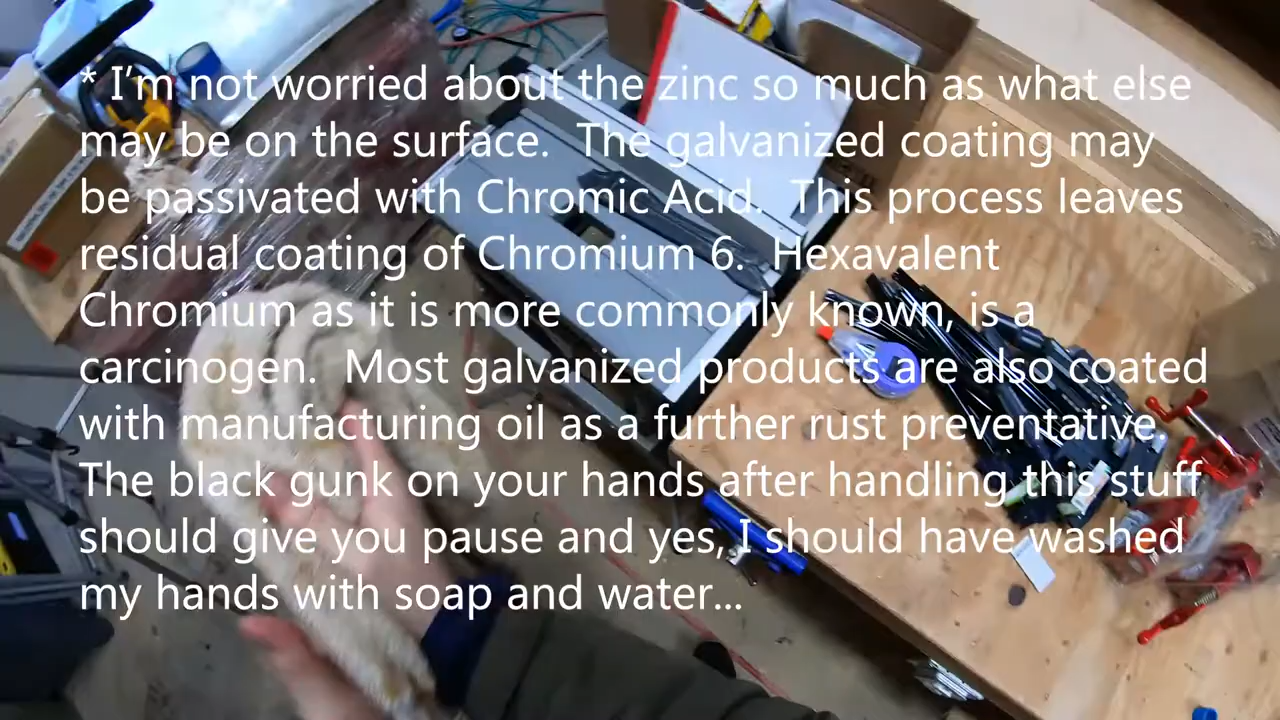 * I'm not worried about the zinc so much as what else
may be on the surface.  The galvanized coating may
be passivated with Chromic Acid.  This process leaves
residual coating of Chromium 6.  Hexavalent
Chromium as it is more commonly known, is a
carcinogen.  Most galvanized products are also coated
with manufacturing oil as a further rust preventative.
The black gunk on your hands after handling this stuff
should give you pause and yes, I should have washed
my hands with soap and water...